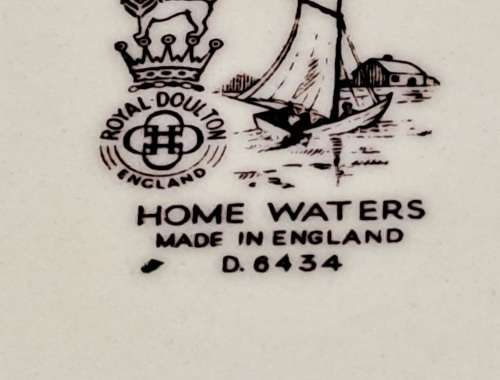 ROYAL·DOULTON
ENGLAND
HOME WATERS
MADE IN ENGLAND
D.6434